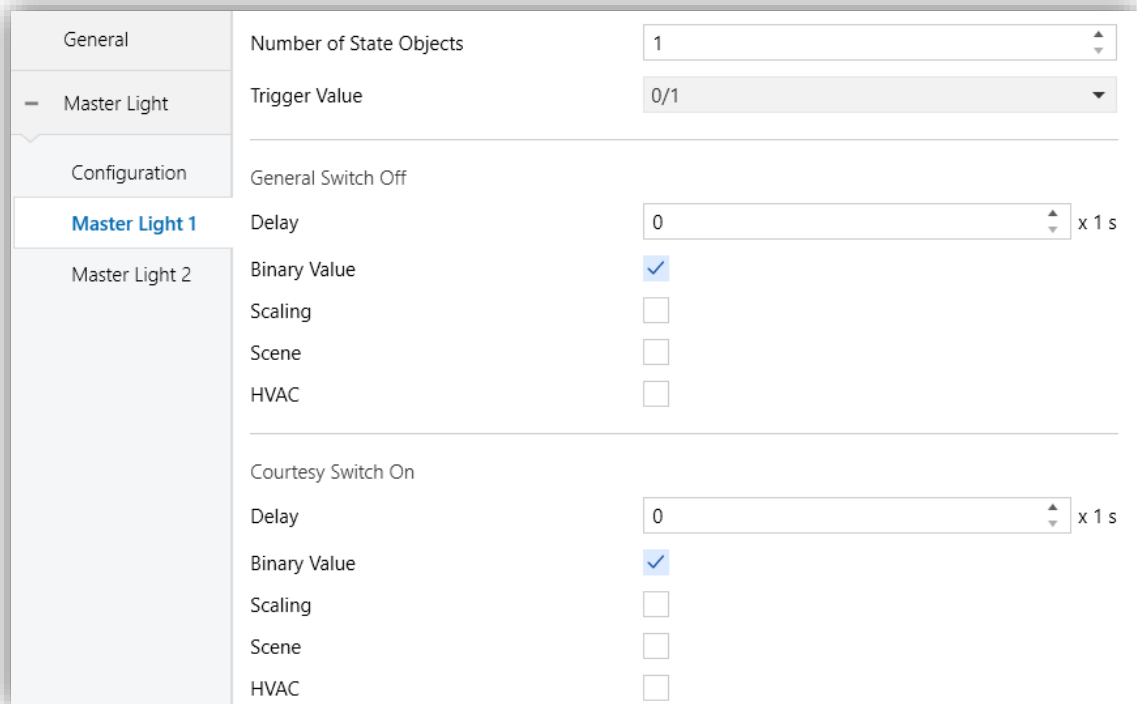 General
Master Light
Configuration
Master Light 1
Master Light 2
Number of State Objects 1
Trigger Value 0/1
General Switch Off
Delay 0 x 1 s
Binary Value
Scaling
Scene
HVAC
Courtesy Switch On
Delay 0 x 1 s
Binary Value
Scaling
Scene
HVAC